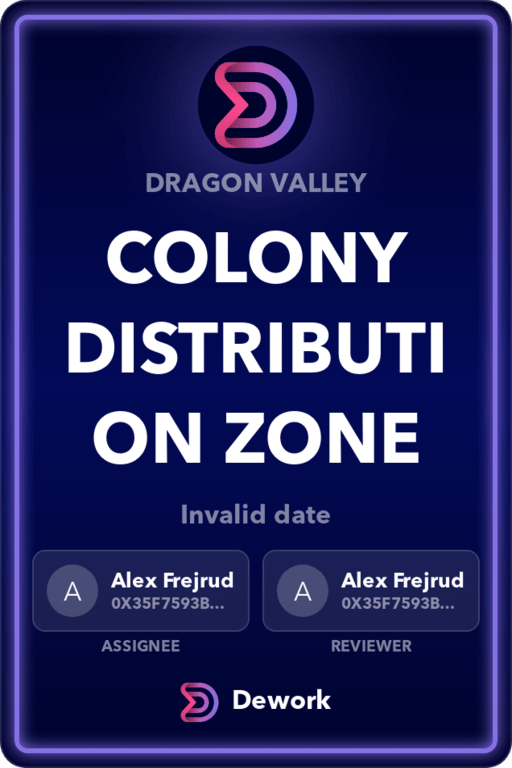 DRAGON VALLEY
COLONY
DISTRIBUTI
ON ZONE
Invalid date
A
Alex Frejrud
0X35F7593B...
ASSIGNEE
A
Alex Frejrud
0X35F7593B...
REVIEWER
Dework